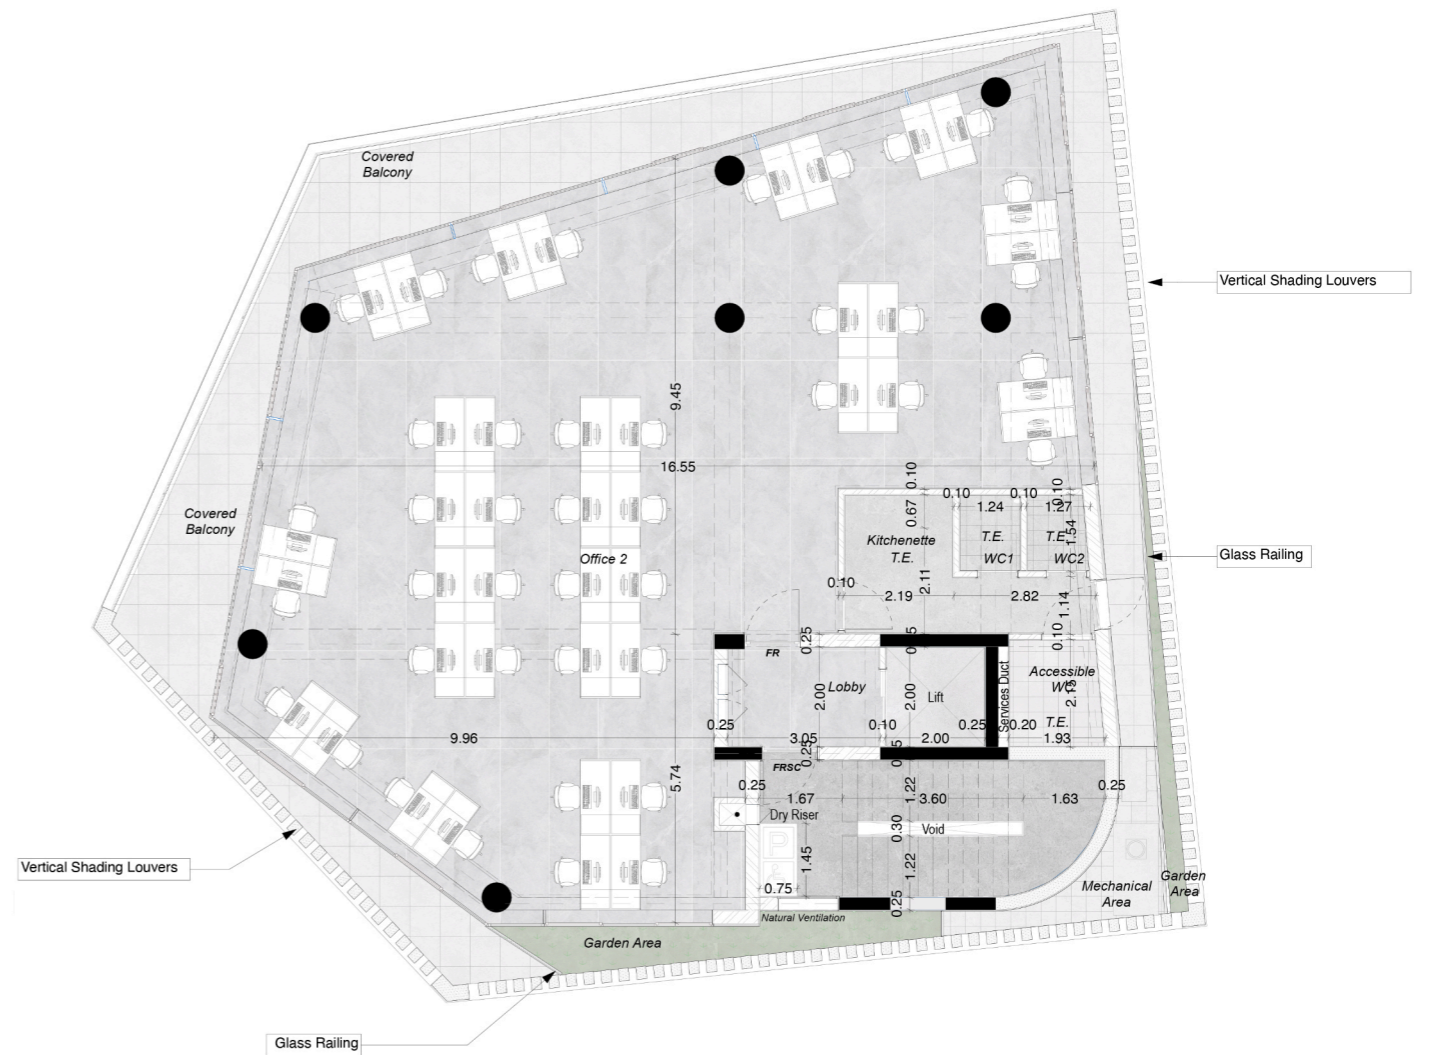 Covered
Balcony
Vertical Shading Louvers
9.45
16.55
0.10
0.10
0.10
0.10
0.67
1.24
1.27
Covered
Balcony
Kitchenette
T.E.
T.E.
WC1
T.E.
WC2
1.54
Glass Railing
Office 2
0.10
2.11
2.19
2.82
1.14
0.10
0.25
FR
Lobby
2.00
2.00
Lift
Services Duct
Accessible
WC
2.15
T.E.
0.25
0.10
0.25
0.20
9.96
3.05
2.00
1.93
0.25
FRSC
5.74
0.25
1.67
1.22
3.60
1.63
0.25
Dry Riser
0.30
Void
P
1.45
1.22
Vertical Shading Louvers
0.75
0.25
Mechanical
Area
Garden
Area
Natural Ventilation
Garden Area
Glass Railing